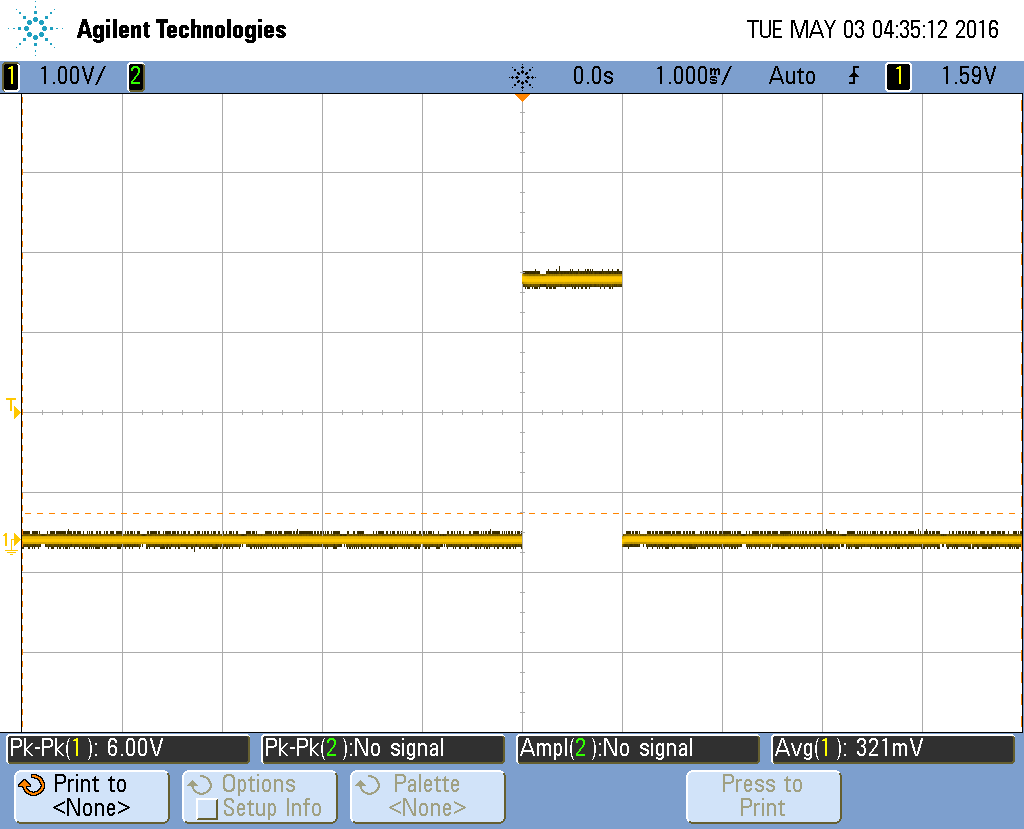 Agilent Technologies TUE MAY 03 04:35:12 2016
1 1.00V/ 2 0.0s 1.000ms/ Auto 1 1.59V
T
1
Pk-Pk(1): 6.00V Pk-Pk(2):No signal Ampl(2):No signal Avg(1): 321mV
Print to Options Palette Press to
<None> Setup Info <None> Print